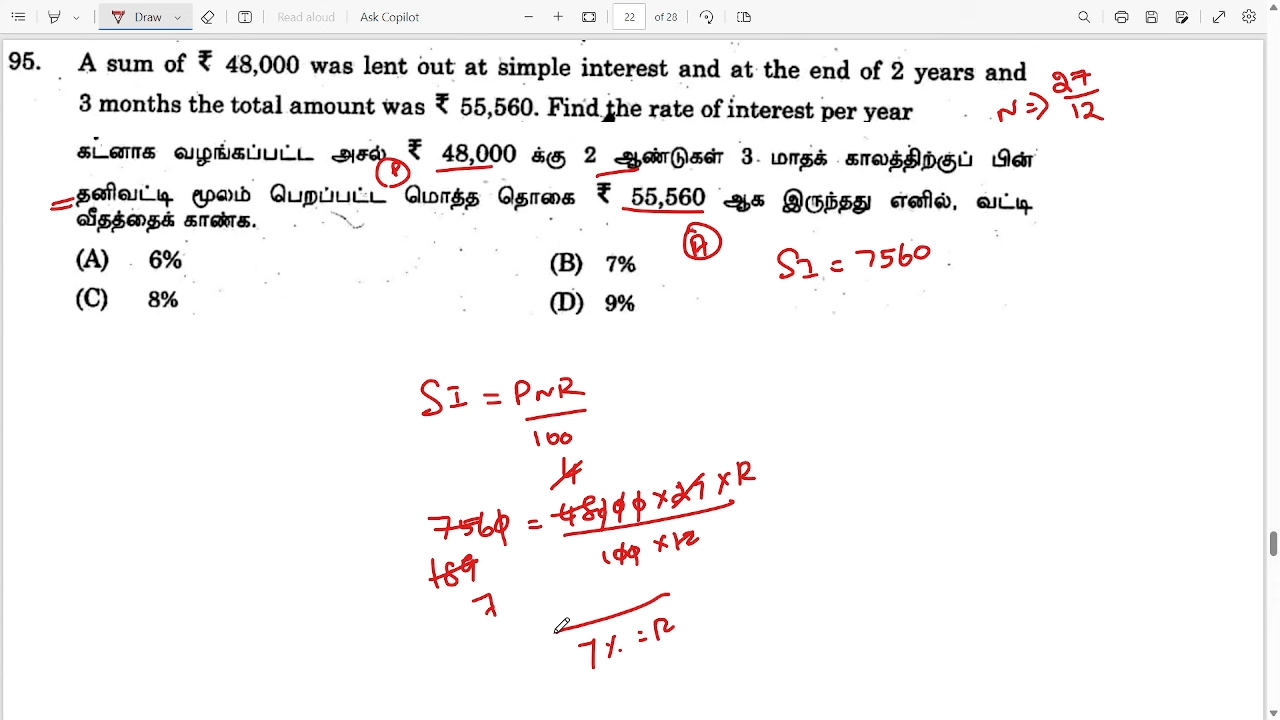 Draw
Read aloud
Ask Copilot
22 of 28
95. A sum of ₹ 48,000 was lent out at simple interest and at the end of 2 years and
3 months the total amount was ₹ 55,560. Find the rate of interest per year
N => 27/12
கடனாக வழங்கப்பட்ட அசல் ₹ 48,000 க்கு 2 ஆண்டுகள் 3 மாதக் காலத்திற்குப் பின்
P
தனிவட்டி மூலம் பெறப்பட்ட மொத்த தொகை ₹ 55,560 ஆக இருந்தது எனில், வட்டி
வீதத்தைக் காண்க.
A
SI = 7560
(A) 6% (B) 7%
(C) 8% (D) 9%
SI = PNR
100
4
7560 = 48000 × 27 × R
100 × 12
189
7
7% = R